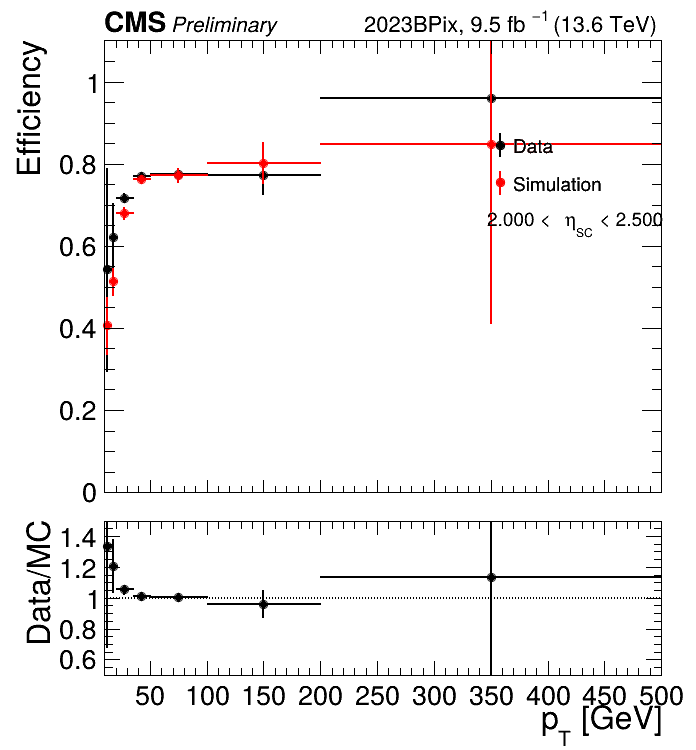 CMS Preliminary 2023BPix, 9.5 fb⁻¹ (13.6 TeV)
Efficiency
1
0.8
0.6
0.4
0.2
0
Data
Simulation
2.000 < η_SC < 2.500
Data/MC
1.4
1.2
1
0.8
0.6
50 100 150 200 250 300 350 400 450 500
p_T [GeV]